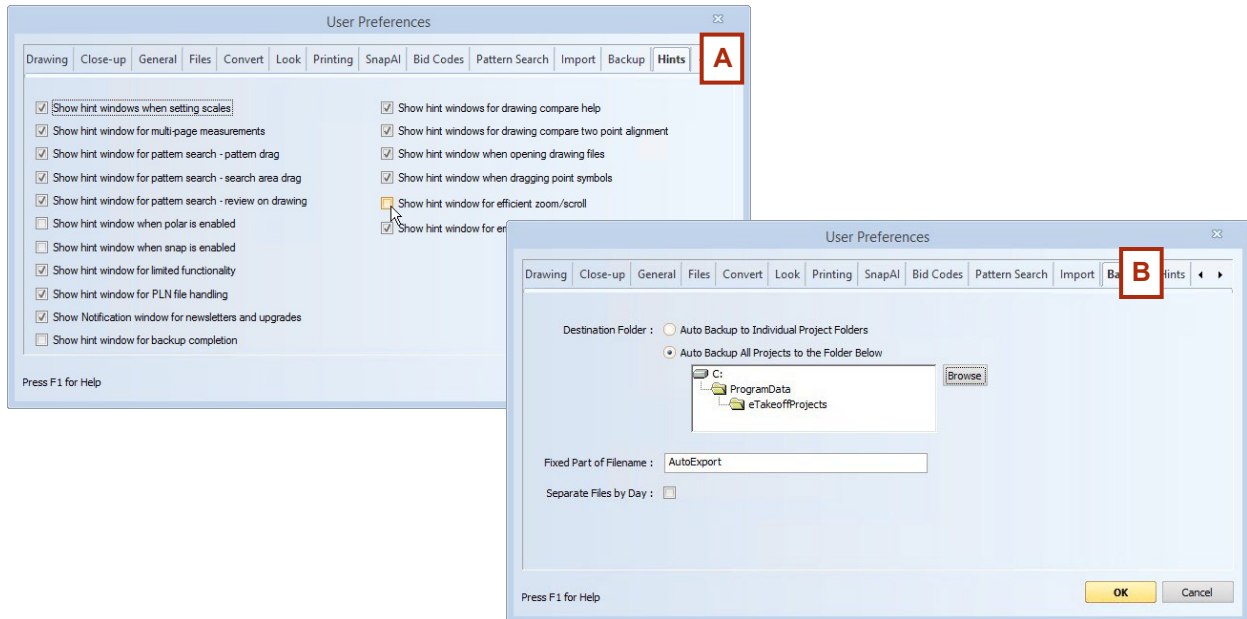 User Preferences
Drawing Close-up General Files Convert Look Printing SnapAI Bid Codes Pattern Search Import Backup Hints
A
Show hint windows when setting scales
Show hint window for multi-page measurements
Show hint window for pattern search - pattern drag
Show hint window for pattern search - search area drag
Show hint window for pattern search - review on drawing
Show hint window when polar is enabled
Show hint window when snap is enabled
Show hint window for limited functionality
Show hint window for PLN file handling
Show Notification window for newsletters and upgrades
Show hint window for backup completion
Show hint windows for drawing compare help
Show hint windows for drawing compare two point alignment
Show hint window when opening drawing files
Show hint window when dragging point symbols
Show hint window for efficient zoom/scroll
Show hint window for
Press F1 for Help
User Preferences
Drawing Close-up General Files Convert Look Printing SnapAI Bid Codes Pattern Search Import Hints
B
Destination Folder : Auto Backup to Individual Project Folders
Auto Backup All Projects to the Folder Below
C:
ProgramData
eTakeoffProjects
Browse
Fixed Part of Filename : AutoExport
Separate Files by Day :
Press F1 for Help
OK Cancel